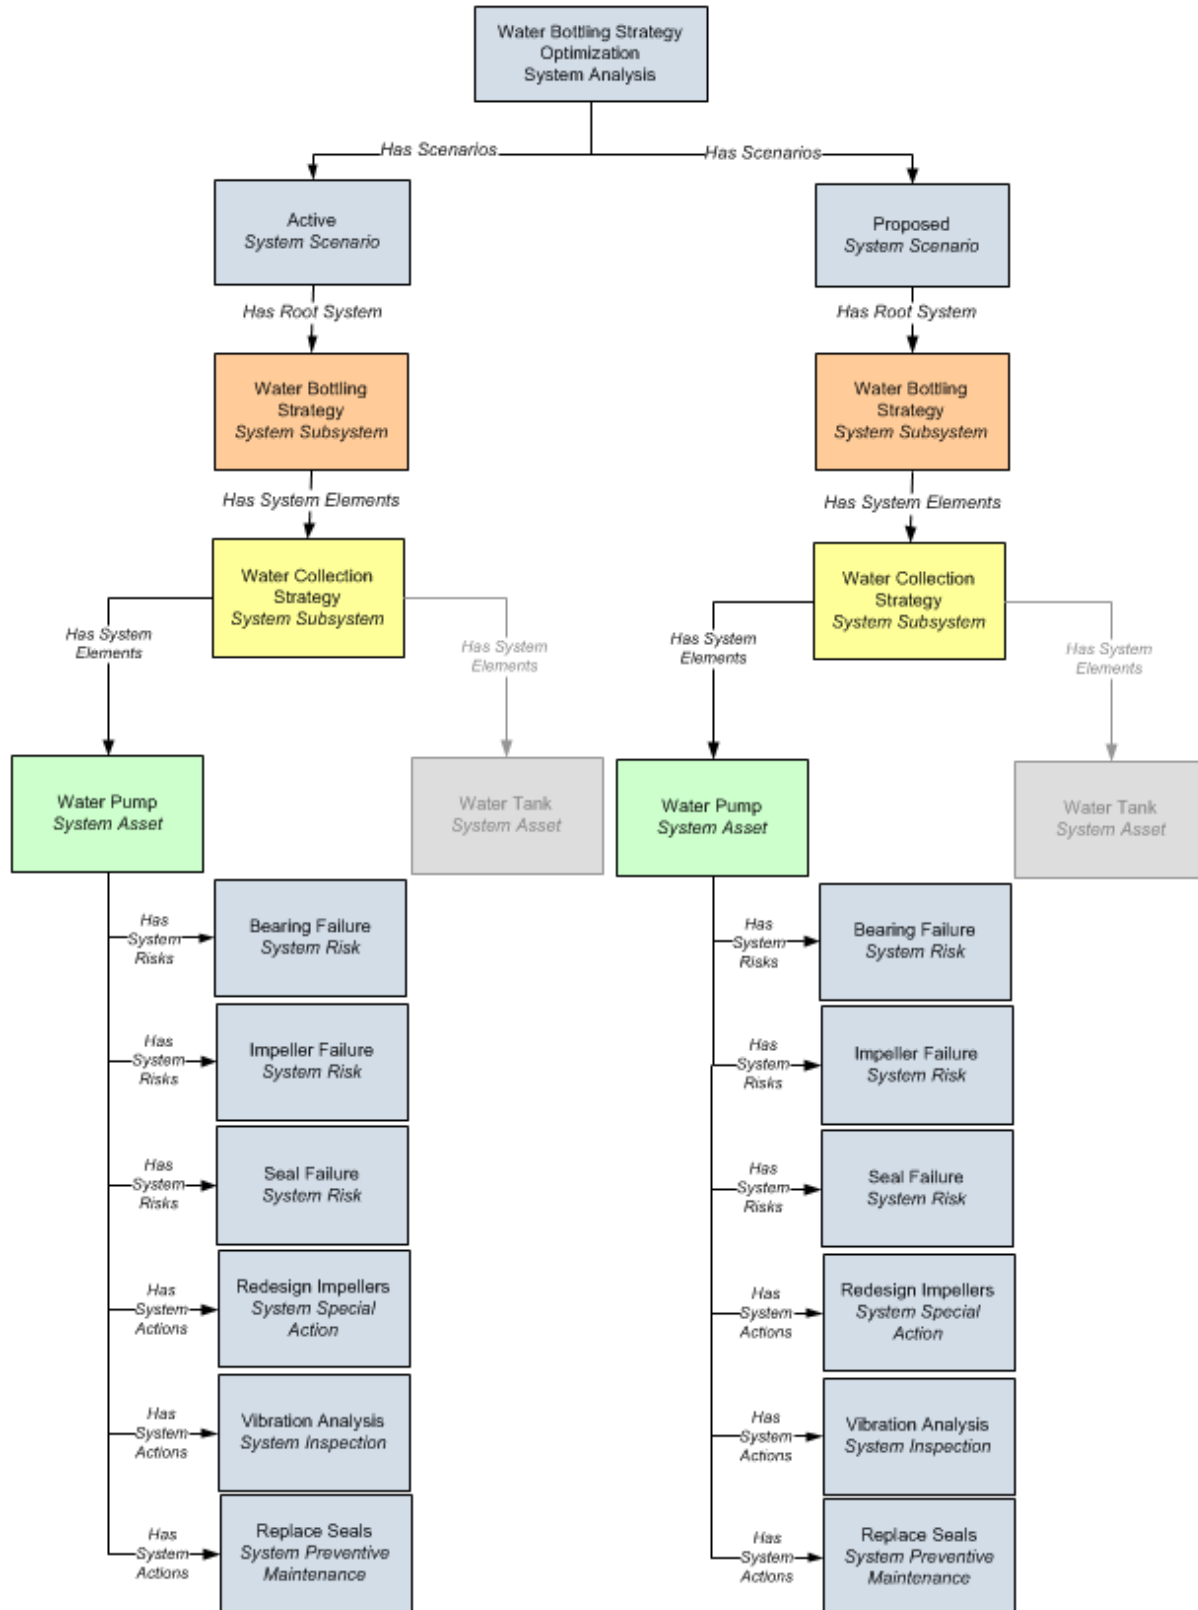 Water Bottling Strategy
Optimization
System Analysis
Has Scenarios
Has Scenarios
Active
System Scenario
Proposed
System Scenario
Has Root System
Has Root System
Water Bottling
Strategy
System Subsystem
Water Bottling
Strategy
System Subsystem
Has System Elements
Has System Elements
Water Collection
Strategy
System Subsystem
Water Collection
Strategy
System Subsystem
Has System
Elements
Has System
Elements
Has System
Elements
Has System
Elements
Water Pump
System Asset
Water Tank
System Asset
Water Pump
System Asset
Water Tank
System Asset
Has
System
Risks
Bearing Failure
System Risk
Has
System
Risks
Bearing Failure
System Risk
Has
System
Risks
Impeller Failure
System Risk
Has
System
Risks
Impeller Failure
System Risk
Has
System
Risks
Seal Failure
System Risk
Has
System
Risks
Seal Failure
System Risk
Has
System
Actions
Redesign Impellers
System Special
Action
Has
System
Actions
Redesign Impellers
System Special
Action
Has
System
Actions
Vibration Analysis
System Inspection
Has
System
Actions
Vibration Analysis
System Inspection
Has
System
Actions
Replace Seals
System Preventive
Maintenance
Has
System
Actions
Replace Seals
System Preventive
Maintenance